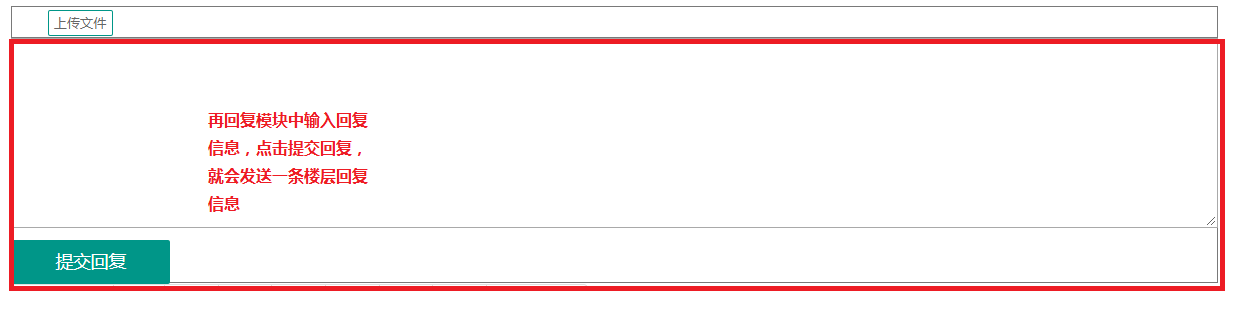 上传文件
再回复模块中输入回复
信息，点击提交回复，
就会发送一条楼层回复
信息
提交回复